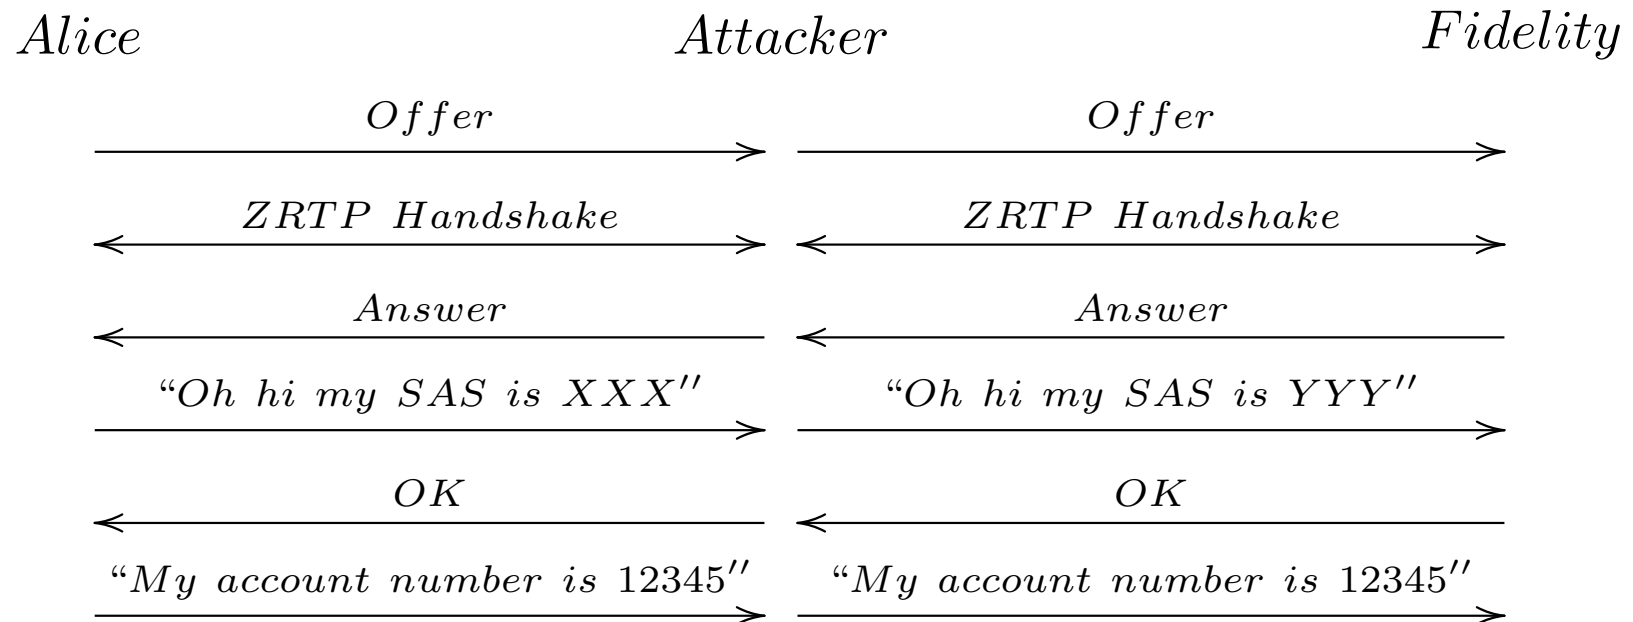 Alice Attacker Fidelity
Offer Offer
ZRTP Handshake ZRTP Handshake
Answer Answer
“Oh hi my SAS is XXX′′ “Oh hi my SAS is YYY′′
OK OK
“My account number is 12345′′ “My account number is 12345′′